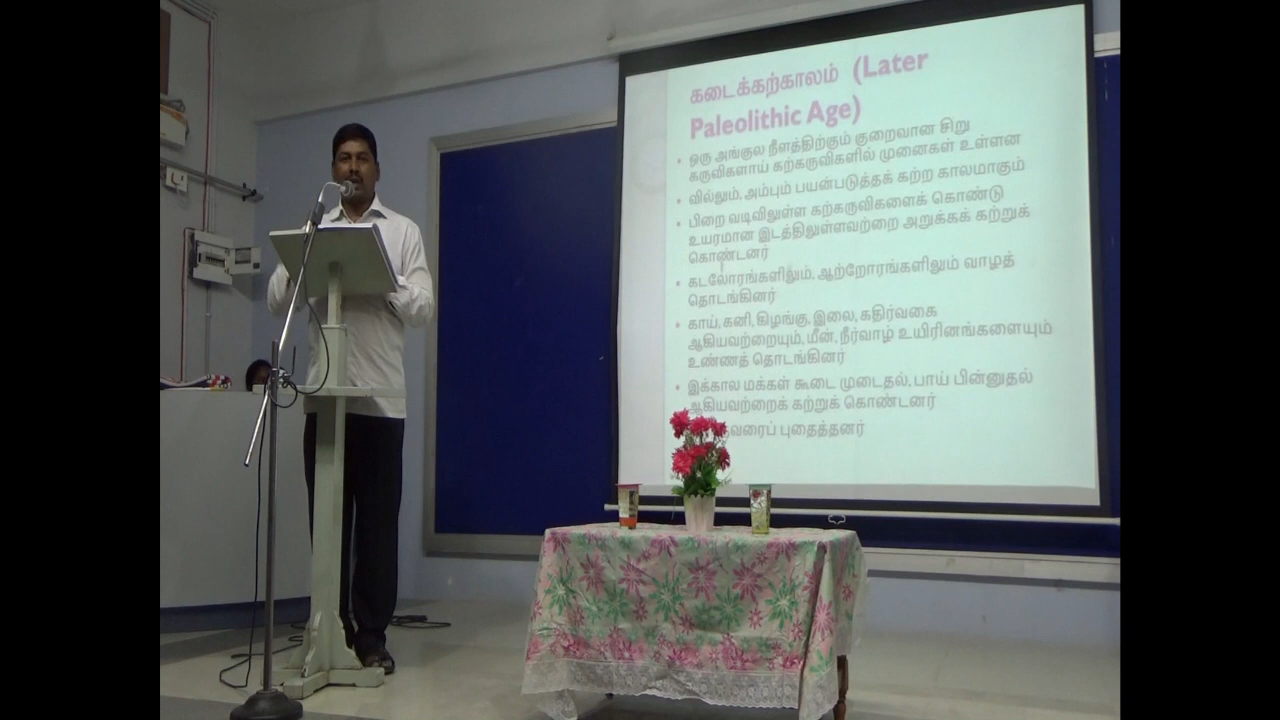 கடைக்கற்காலம் (Later
Paleolithic Age)
• ஒரு அங்குல நீளத்திற்கும் குறைவான சிறு
கருவிகளாய் கற்கருவிகளில் முனைகள் உள்ளன
• வில்லும், அம்பும் பயன்படுத்தக் கற்ற காலமாகும்
• பிறை வடிவிலுள்ள கற்கருவிகளைக் கொண்டு
உயரமான இடத்திலுள்ளவற்றை அறுக்கக் கற்றுக்
கொண்டனர்
• கடலோரங்களிலும், ஆற்றோரங்களிலும் வாழத்
தொடங்கினர்
• காய், கனி, கிழங்கு, இலை, கதிர்வகை
ஆகியவற்றையும், மீன், நீர்வாழ் உயிரினங்களையும்
உண்ணத் தொடங்கினர்
• இக்கால மக்கள் கூடை முடைதல், பாய் பின்னுதல்
ஆகியவற்றைக் கற்றுக் கொண்டனர்
புதைத்தனர்